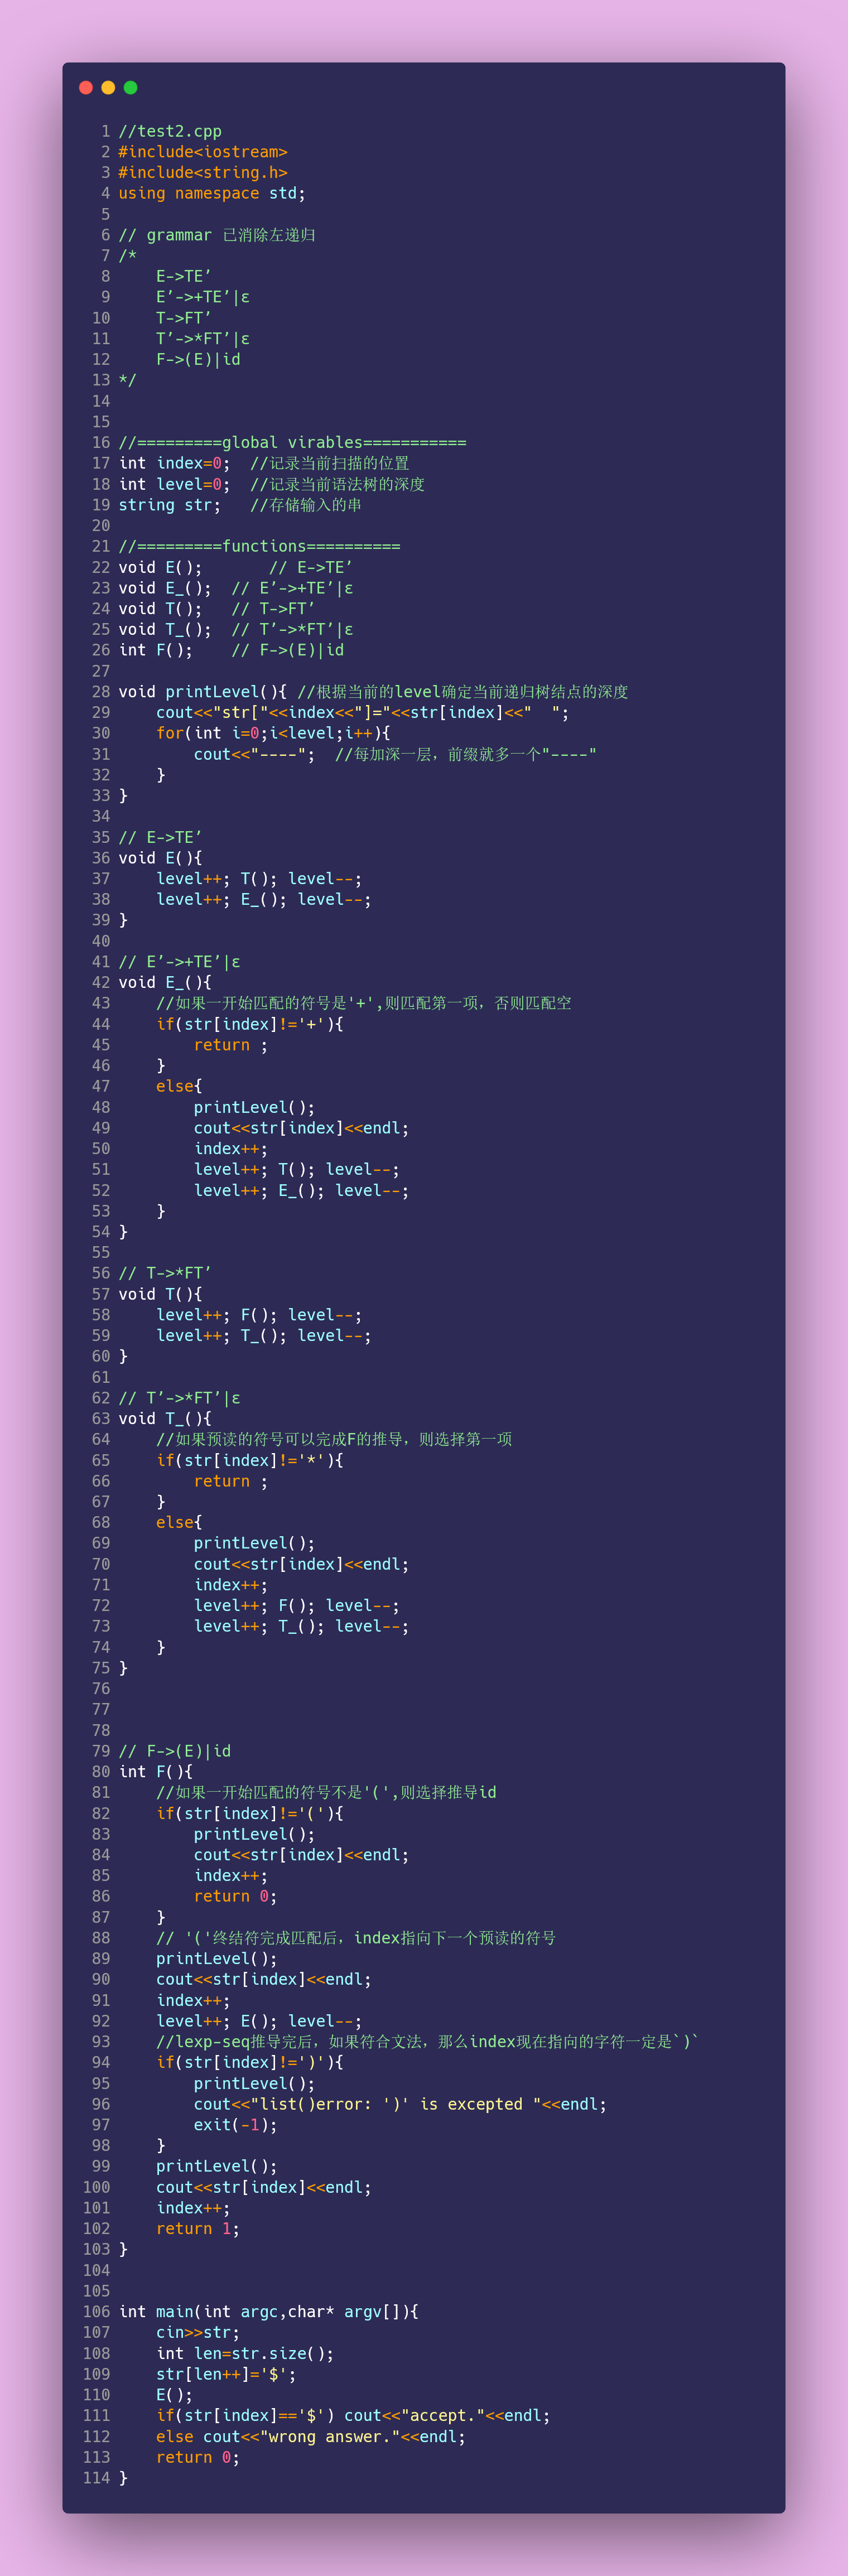 1 //test2.cpp
2 #include<iostream>
3 #include<string.h>
4 using namespace std;
5
6 // grammar 已消除左递归
7 /*
8     E->TE’
9     E’->+TE’|ε
10     T->FT’
11     T’->*FT’|ε
12     F->(E)|id
13 */
14
15
16 //=========global virables===========
17 int index=0;  //记录当前扫描的位置
18 int level=0;  //记录当前语法树的深度
19 string str;   //存储输入的串
20
21 //=========functions==========
22 void E();       // E->TE’
23 void E_();  // E’->+TE’|ε
24 void T();   // T->FT’
25 void T_();  // T’->*FT’|ε
26 int F();    // F->(E)|id
27
28 void printLevel(){ //根据当前的level确定当前递归树结点的深度
29     cout<<"str["<<index<<"]="<<str[index]<<"  ";
30     for(int i=0;i<level;i++){
31         cout<<"----";  //每加深一层，前缀就多一个"----"
32     }
33 }
34
35 // E->TE’
36 void E(){
37     level++; T(); level--;
38     level++; E_(); level--;
39 }
40
41 // E’->+TE’|ε
42 void E_(){
43     //如果一开始匹配的符号是'+',则匹配第一项，否则匹配空
44     if(str[index]!='+'){
45         return ;
46     }
47     else{
48         printLevel();
49         cout<<str[index]<<endl;
50         index++;
51         level++; T(); level--;
52         level++; E_(); level--;
53     }
54 }
55
56 // T->*FT’
57 void T(){
58     level++; F(); level--;
59     level++; T_(); level--;
60 }
61
62 // T’->*FT’|ε
63 void T_(){
64     //如果预读的符号可以完成F的推导，则选择第一项
65     if(str[index]!='*'){
66         return ;
67     }
68     else{
69         printLevel();
70         cout<<str[index]<<endl;
71         index++;
72         level++; F(); level--;
73         level++; T_(); level--;
74     }
75 }
76
77
78
79 // F->(E)|id
80 int F(){
81     //如果一开始匹配的符号不是'(',则选择推导id
82     if(str[index]!='('){
83         printLevel();
84         cout<<str[index]<<endl;
85         index++;
86         return 0;
87     }
88     // '('终结符完成匹配后，index指向下一个预读的符号
89     printLevel();
90     cout<<str[index]<<endl;
91     index++;
92     level++; E(); level--;
93     //lexp-seq推导完后，如果符合文法，那么index现在指向的字符一定是`)`
94     if(str[index]!=')'){
95         printLevel();
96         cout<<"list()error: ')' is excepted "<<endl;
97         exit(-1);
98     }
99     printLevel();
100     cout<<str[index]<<endl;
101     index++;
102     return 1;
103 }
104
105
106 int main(int argc,char* argv[]){
107     cin>>str;
108     int len=str.size();
109     str[len++]='$';
110     E();
111     if(str[index]=='$') cout<<"accept."<<endl;
112     else cout<<"wrong answer."<<endl;
113     return 0;
114 }